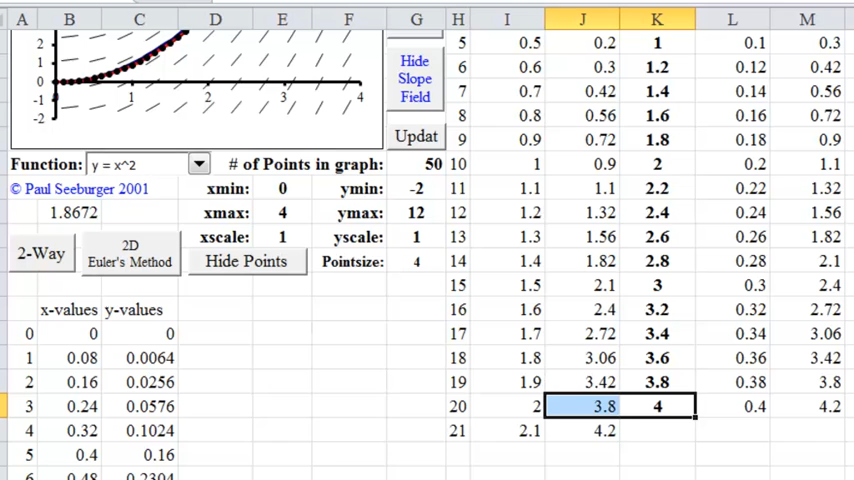 A B C D E F G H I J K L M
2
1
0
-1
-2
1 2 3 4
Hide
Slope
Field
Updat
5 0.5 0.2 1 0.1 0.3
6 0.6 0.3 1.2 0.12 0.42
7 0.7 0.42 1.4 0.14 0.56
8 0.8 0.56 1.6 0.16 0.72
9 0.9 0.72 1.8 0.18 0.9
Function: y = x^2 # of Points in graph: 50 10 1 0.9 2 0.2 1.1
© Paul Seeburger 2001 xmin: 0 ymin: -2 11 1.1 1.1 2.2 0.22 1.32
1.8672 xmax: 4 ymax: 12 12 1.2 1.32 2.4 0.24 1.56
xscale: 1 yscale: 1 13 1.3 1.56 2.6 0.26 1.82
2-Way 2D
Euler's Method Hide Points Pointsize: 4 14 1.4 1.82 2.8 0.28 2.1
15 1.5 2.1 3 0.3 2.4
x-values y-values 16 1.6 2.4 3.2 0.32 2.72
0 0 0 17 1.7 2.72 3.4 0.34 3.06
1 0.08 0.0064 18 1.8 3.06 3.6 0.36 3.42
2 0.16 0.0256 19 1.9 3.42 3.8 0.38 3.8
3 0.24 0.0576 20 2 3.8 4 0.4 4.2
4 0.32 0.1024 21 2.1 4.2
5 0.4 0.16
6 0.48 0.2304